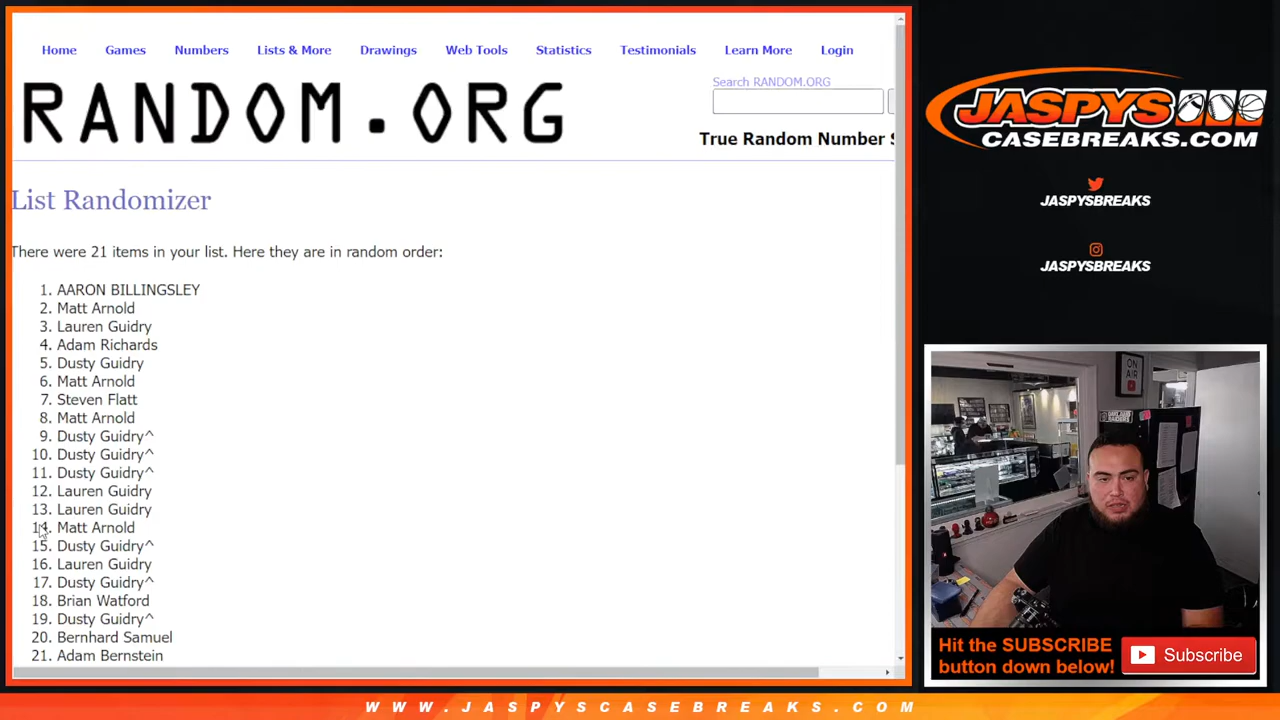 Home Games Numbers Lists & More Drawings Web Tools Statistics Testimonials Learn More Login
RANDOM.ORG
Search RANDOM.ORG
True Random Number S
List Randomizer
There were 21 items in your list. Here they are in random order:
1. AARON BILLINGSLEY
2. Matt Arnold
3. Lauren Guidry
4. Adam Richards
5. Dusty Guidry
6. Matt Arnold
7. Steven Flatt
8. Matt Arnold
9. Dusty Guidry^
10. Dusty Guidry^
11. Dusty Guidry^
12. Lauren Guidry
13. Lauren Guidry
14. Matt Arnold
15. Dusty Guidry^
16. Lauren Guidry
17. Dusty Guidry^
18. Brian Watford
19. Dusty Guidry^
20. Bernhard Samuel
21. Adam Bernstein
JASPYS
CASEBREAKS.COM
JASPYSBREAKS
JASPYSBREAKS
ON
AIR
Hit the SUBSCRIBE
button down below!
Subscribe
WWW.JASPYSCASEBREAKS.COM